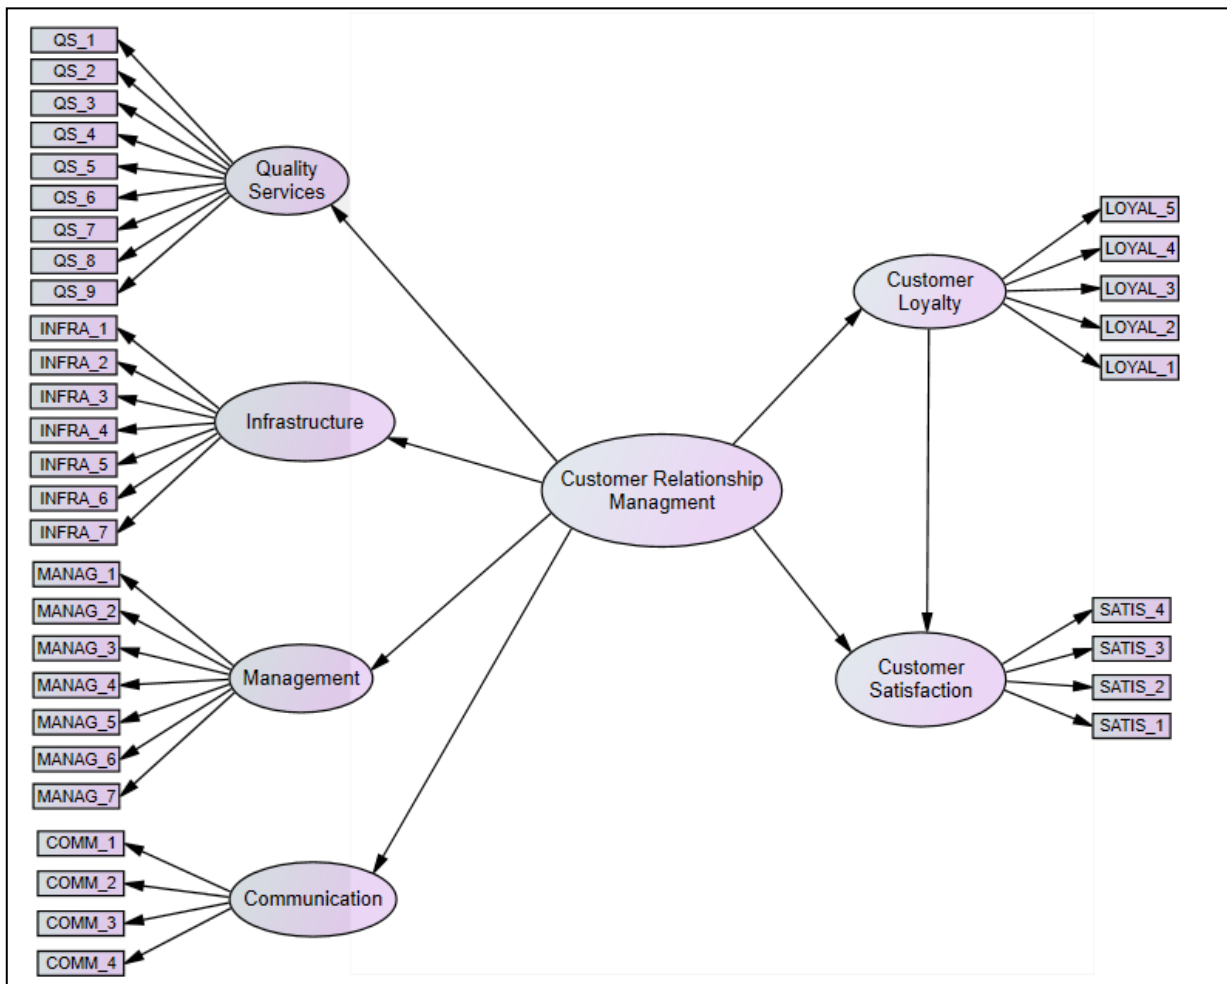 QS_1
QS_2
QS_3
QS_4
QS_5
QS_6
QS_7
QS_8
QS_9
Quality
Services
INFRA_1
INFRA_2
INFRA_3
INFRA_4
INFRA_5
INFRA_6
INFRA_7
Infrastructure
MANAG_1
MANAG_2
MANAG_3
MANAG_4
MANAG_5
MANAG_6
MANAG_7
Management
COMM_1
COMM_2
COMM_3
COMM_4
Communication
Customer Relationship
Managment
Customer
Loyalty
LOYAL_5
LOYAL_4
LOYAL_3
LOYAL_2
LOYAL_1
Customer
Satisfaction
SATIS_4
SATIS_3
SATIS_2
SATIS_1